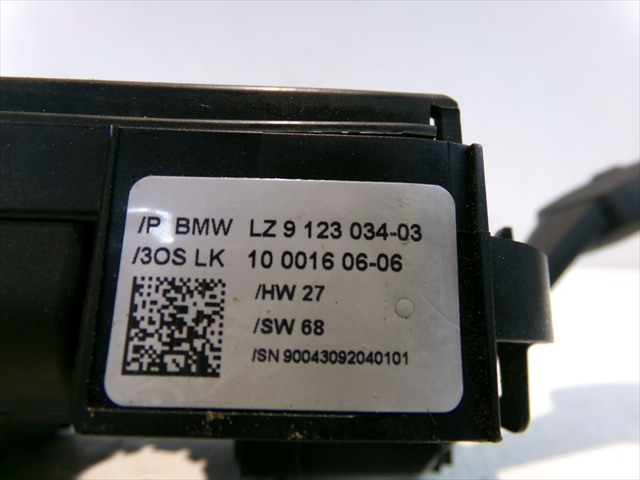 /P BMW LZ 9 123 034-03
/3OS LK 10 0016 06-06
/HW 27
/SW 68
/SN 90043092040101